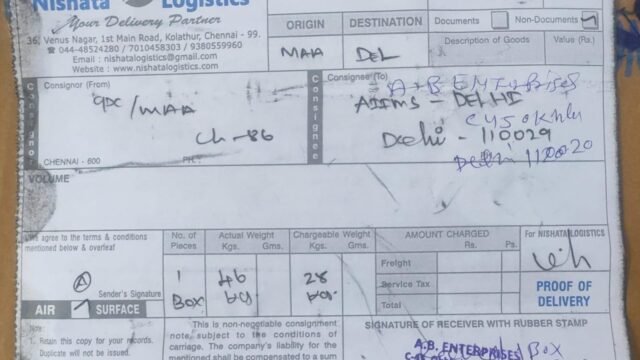 Nishata Logistics
Your Delivery Partner
36, Venus Nagar, 1st Main Road, Kolathur, Chennai - 99.
☎ 044-48524280 / 7010458303 / 9380559960
Email : nishatalogistics@gmail.com
Website : www.nishatalogistics.com
ORIGIN
MAA
DESTINATION
DEL
Documents
Non-Documents
Description of Goods
Value (Rs.)
Consignor
Consignor (From)
/MAA
Ch-86
CHENNAI - 600
Consignee
Consignee (To)
A-B ENTERPRISES
AIIMS - DELHI
C450khla
Delhi - 110029
Delhi 110020
VOLUME
We agree to the terms & conditions
mentioned below & overleaf
Sender's Signature
AIR
SURFACE
No. of Pieces
1
Box
Actual Weight
Kgs. Gms.
46
kg
Chargeable Weight
Kgs. Gms.
28
kg
AMOUNT CHARGED
Rs. Ps.
Freight
Service Tax
Total
For NISHATA LOGISTICS
PROOF OF
DELIVERY
Note:
1. Retain this copy for your records.
Duplicate will not be issued.
This is non-negotiable consignment
note, subject to the conditions of
carriage. The company's liability for
mentioned shall be compensated to a sum
SIGNATURE OF RECEIVER WITH RUBBER STAMP
A.B. ENTERPRISES
Box